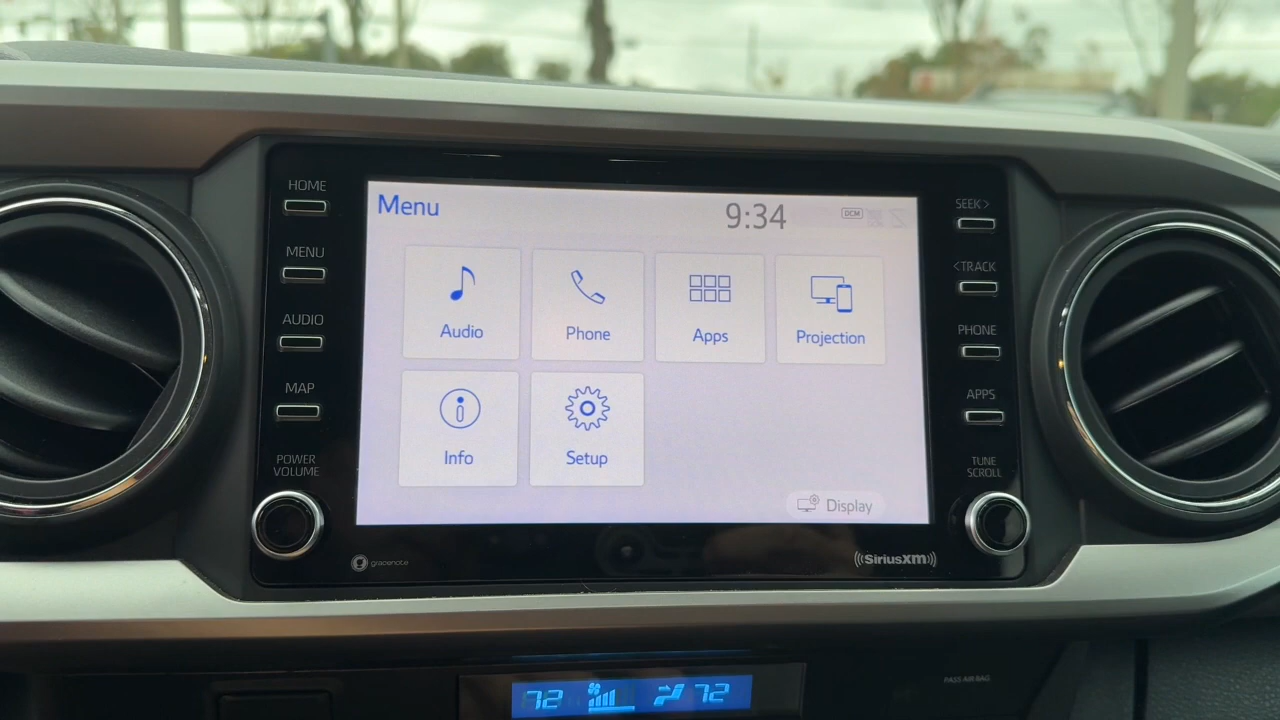 HOME
MENU
AUDIO
MAP
POWER
VOLUME
Menu
9:34
DCM
Audio
Phone
Apps
Projection
Info
Setup
Display
SEEK >
< TRACK
PHONE
APPS
TUNE
SCROLL
gracenote
((SiriusXM))
72 72
PASS AIR BAG